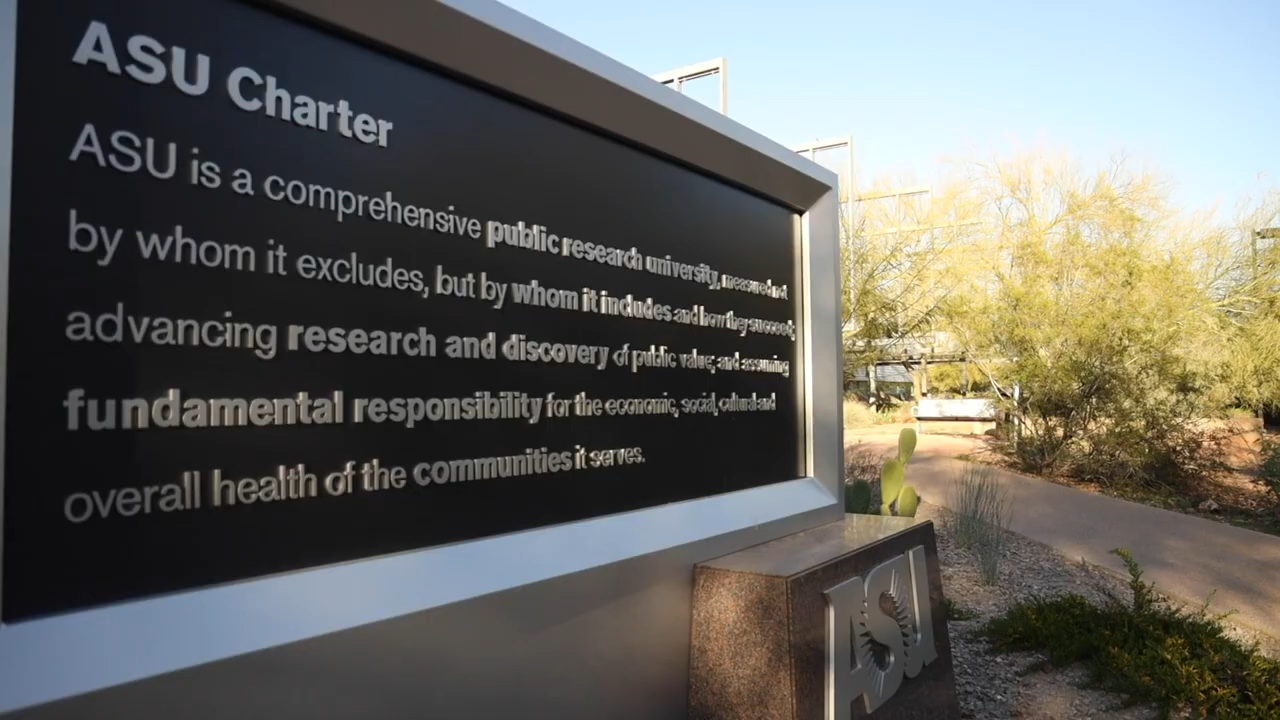 ASU Charter
ASU is a comprehensive public research university, measured not
by whom it excludes, but by whom it includes and how they succeed;
advancing research and discovery of public value; and assuming
fundamental responsibility for the economic, social, cultural and
overall health of the communities it serves.
ASU